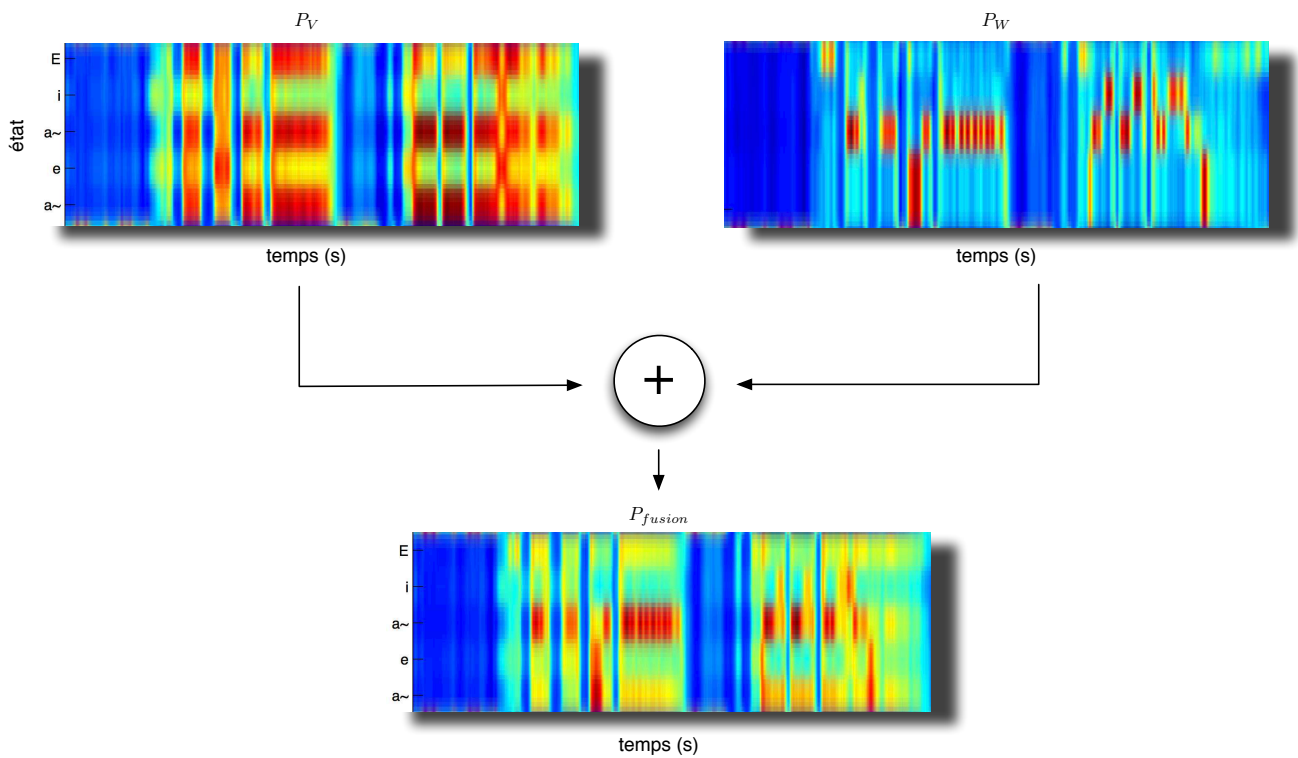 P_V
P_W
E
i
a~
e
a~
état
temps (s)
temps (s)
+
P_fusion
E
i
a~
e
a~
temps (s)